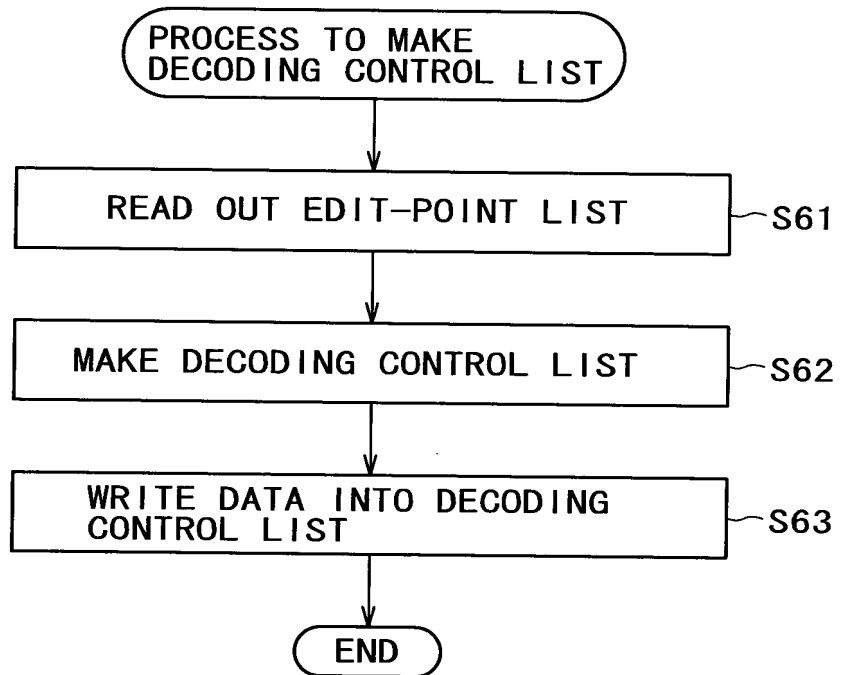 PROCESS TO MAKE
DECODING CONTROL LIST
READ OUT EDIT-POINT LIST
S61
MAKE DECODING CONTROL LIST
S62
WRITE DATA INTO DECODING
CONTROL LIST
S63
END